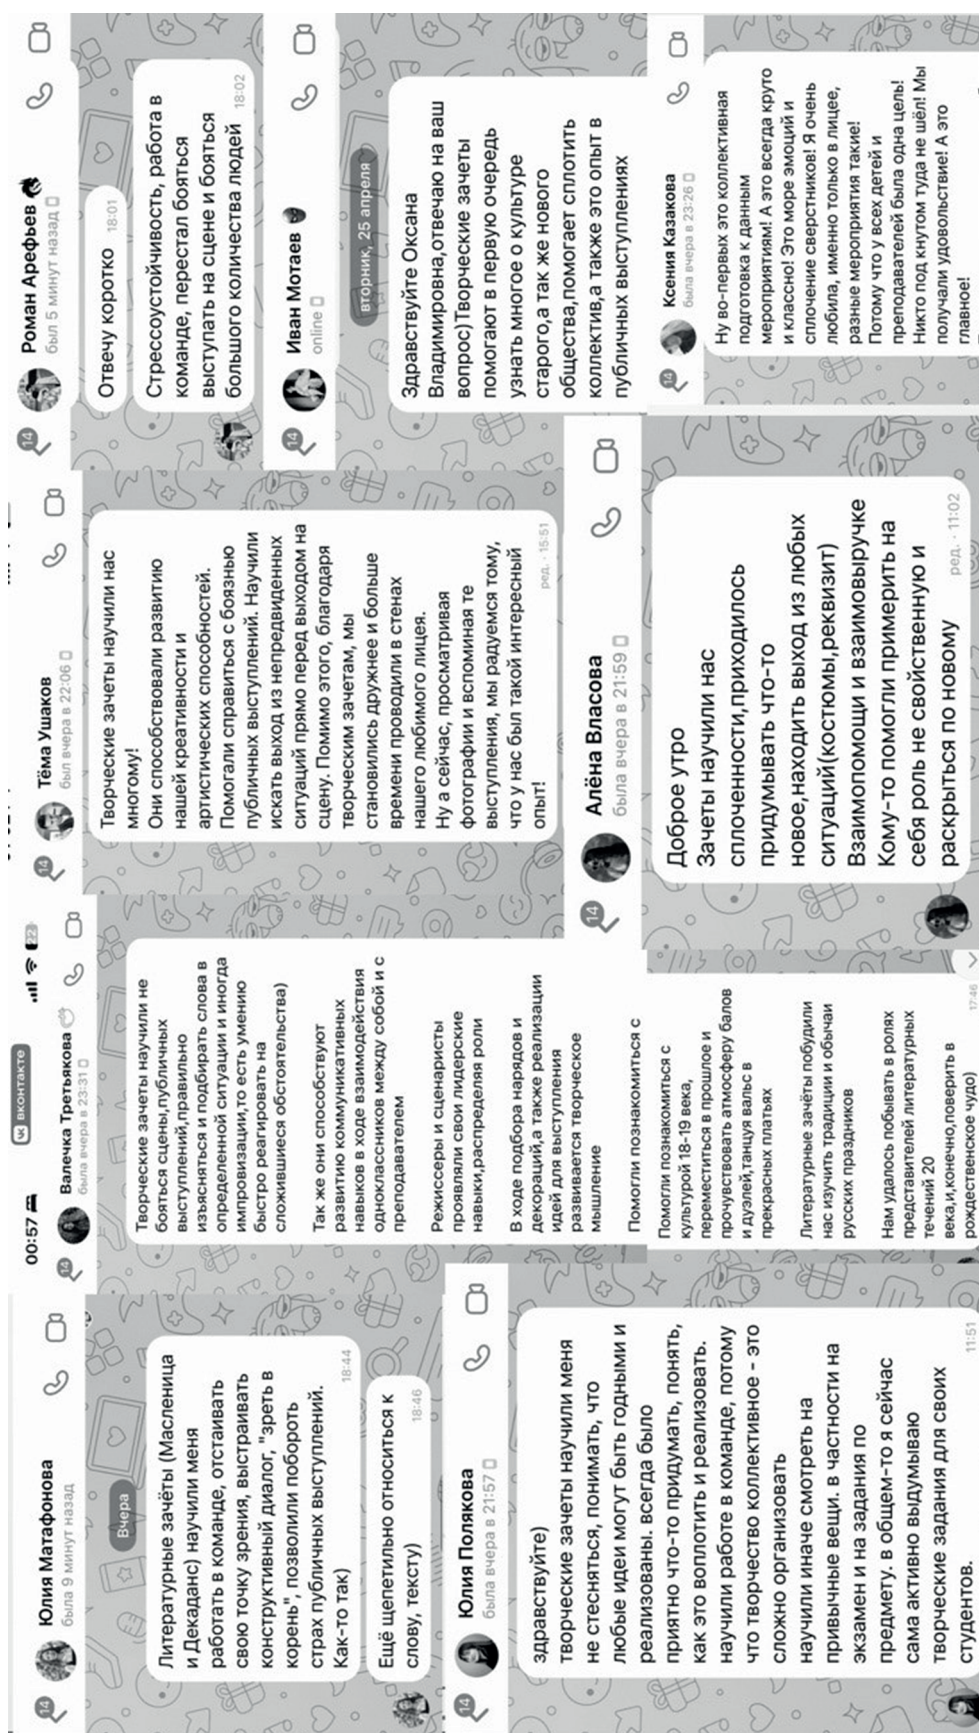 Юлия Матафонова
была 9 минут назад
14
Вчера
Литературные зачёты (Масленица
и Декаданс) научили меня
работать в команде, отстаивать
свою точку зрения, выстраивать
конструктивный диалог, "зреть в
корень", позволили побороть
страх публичных выступлений.
Как-то так)
18:44
Ещё щепетильно относиться к
слову, тексту)
18:46
Юлия Полякова
была вчера в 21:57
14
здравствуйте)
творческие зачеты научили меня
не стесняться, понимать, что
любые идеи могут быть годными и
реализованы. всегда было
приятно что-то придумать, понять,
как это воплотить и реализовать.
научили работе в команде, потому
что творчество коллективное – это
сложно организовать
научили иначе смотреть на
привычные вещи. в частности на
экзамен и на задания по
предмету. в общем-то я сейчас
сама активно выдумываю
творческие задания для своих
студентов.
11:51
00:57
22
вконтакте
Валечка Третьякова
была вчера в 23:31
14
Творческие зачеты научили не
бояться сцены,публичных
выступлений,правильно
изъясняться и подбирать слова в
определенной ситуации и иногда
импровизации,то есть умению
быстро реагировать на
сложившиеся обстоятельства)
Так же они способствуют
развитию коммуникативных
навыков в ходе взаимодействия
одноклассников между собой и с
преподавателем
Режиссеры и сценаристы
проявляли свои лидерские
навыки,распределяя роли
В ходе подбора нарядов и
декораций,а также реализации
идей для выступления
развивается творческое
мышление
Помогли познакомиться с
Помогли познакомиться с
культурой 18-19 века,
переместиться в прошлое и
прочувствовать атмосферу балов
и дуэлей,танцуя вальс в
прекрасных платьях
Литературные зачёты побудили
нас изучить традиции и обычаи
русских праздников
Нам удалось побывать в ролях
представителей литературных
течений 20
века,и,конечно,поверить в
рождественское чудо)
17:46
Тёма Ушаков
был вчера в 22:06
14
Творческие зачеты научили нас
многому!
Они способствовали развитию
нашей креативности и
артистических способностей.
Помогали справиться с боязнью
публичных выступлений. Научили
искать выход из непредвиденных
ситуаций прямо перед выходом на
сцену. Помимо этого, благодаря
творческим зачетам, мы
становились дружнее и больше
времени проводили в стенах
нашего любимого лицея.
Ну а сейчас, просматривая
фотографии и вспоминая те
выступления, мы радуемся тому,
что у нас был такой интересный
опыт!
ред. · 15:51
Алёна Власова
была вчера в 21:59
14
Доброе утро
Зачеты научили нас
сплоченности,приходилось
придумывать что-то
новое,находить выход из любых
ситуаций(костюмы,реквизит)
Взаимопомощи и взаимовыручке
Кому-то помогли примерить на
себя роль не свойственную и
раскрыться по новому
ред. · 11:02
Роман Арефьев
был 5 минут назад
14
Отвечу коротко
18:01
Стрессоустойчивость, работа в
команде, перестал бояться
выступать на сцене и бояться
большого количества людей
18:02
Иван Мотаев
online
14
вторник, 25 апреля
Здравствуйте Оксана
Владимировна,отвечаю на ваш
вопрос)Творческие зачеты
помогают в первую очередь
узнать многое о культуре
старого,а так же нового
общества,помогает сплотить
коллектив,а также это опыт в
публичных выступлениях
Ксения Казакова
была вчера в 23:26
14
Ну во-первых это коллективная
подготовка к данным
мероприятиям! А это всегда круто
и классно! Это море эмоций и
сплочение сверстников! Я очень
любила, именно только в лицее,
разные мероприятия такие!
Потому что у всех детей и
преподавателей была одна цель!
Никто под кнутом туда не шёл! Мы
получали удовольствие! А это
главное!